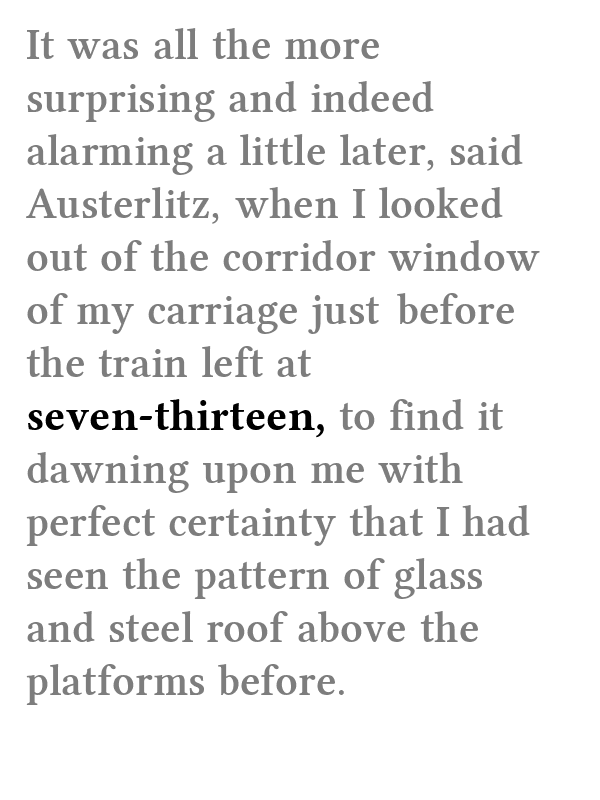 It was all the more
surprising and indeed
alarming a little later, said
Austerlitz, when I looked
out of the corridor window
of my carriage just before
the train left at
seven-thirteen, to find it
dawning upon me with
perfect certainty that I had
seen the pattern of glass
and steel roof above the
platforms before.